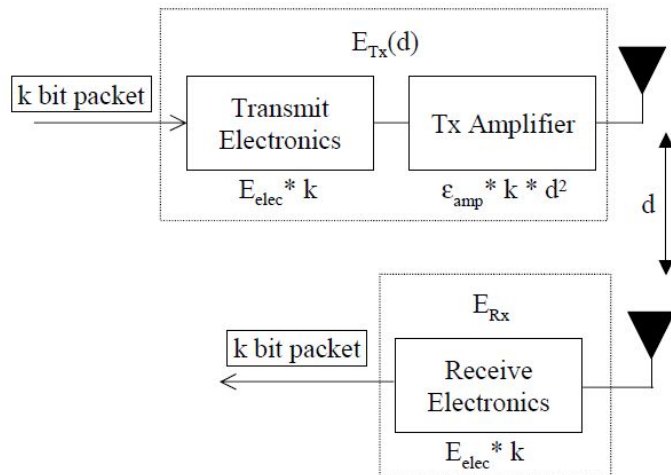 E_Tx(d)
k bit packet
Transmit
Electronics
Tx Amplifier
E_elec* k
ε_amp* k * d²
d
E_Rx
k bit packet
Receive
Electronics
E_elec* k